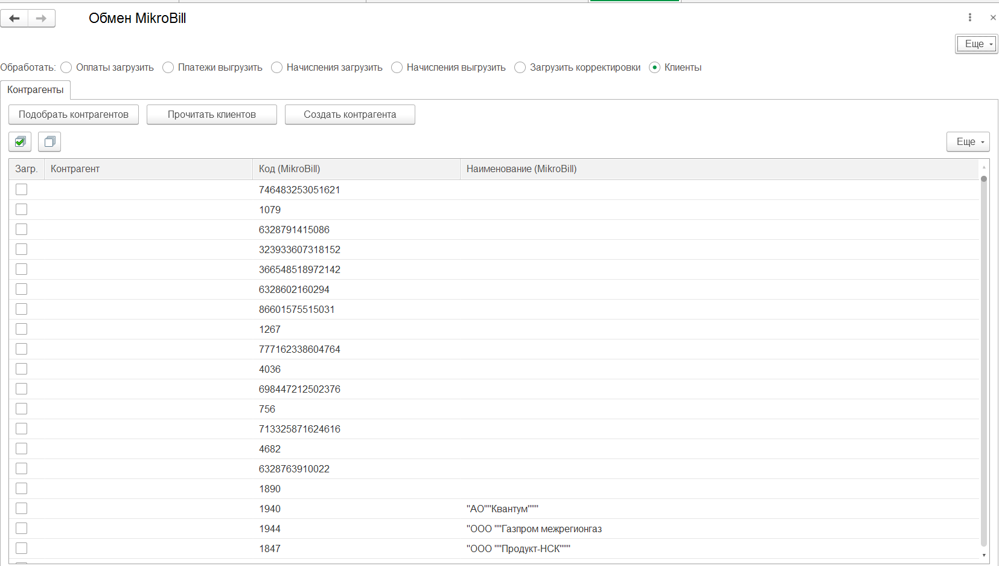 Обмен MikroBill
Еще
Обработать: Оплаты загрузить Платежи выгрузить Начисления загрузить Начисления выгрузить Загрузить корректировки Клиенты
Контрагенты
Подобрать контрагентов Прочитать клиентов Создать контрагента
Еще
Загр. Контрагент Код (MikroBill) Наименование (MikroBill)
746483253051621
1079
6328791415086
323933607318152
366548518972142
6328602160294
86601575515031
1267
777162338604764
4036
698447212502376
756
713325871624616
4682
6328763910022
1890
1940 "АО""Квантум"""
1944 "ООО ""Газпром межрегионгаз
1847 "ООО ""Продукт-НСК"""